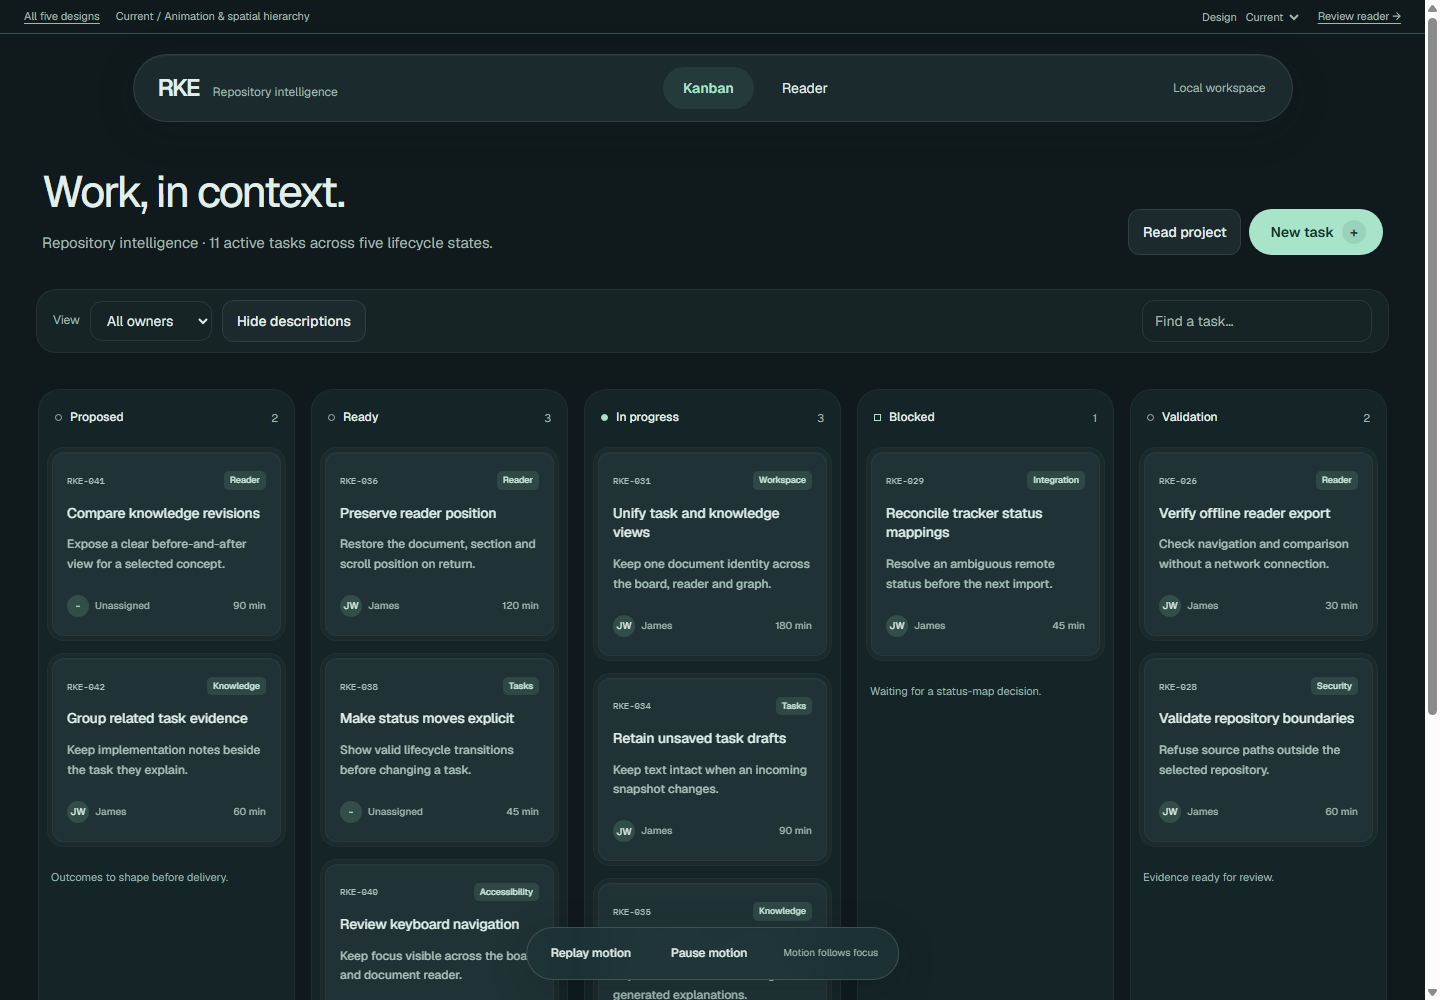 All five designs
Current / Animation & spatial hierarchy
Design
Current
Review reader →
RKE
Repository intelligence
Kanban
Reader
Local workspace
Work, in context.
Repository intelligence · 11 active tasks across five lifecycle states.
Read project
New task +
View
All owners
Hide descriptions
Find a task...
Proposed
2
RKE-041
Reader
Compare knowledge revisions
Expose a clear before-and-after
view for a selected concept.
-
Unassigned
90 min
RKE-042
Knowledge
Group related task evidence
Keep implementation notes beside
the task they explain.
JW
James
60 min
Outcomes to shape before delivery.
Ready
3
RKE-036
Reader
Preserve reader position
Restore the document, section and
scroll position on return.
JW
James
120 min
RKE-038
Tasks
Make status moves explicit
Show valid lifecycle transitions
before changing a task.
-
Unassigned
45 min
RKE-040
Accessibility
Review keyboard navigation
Keep focus visible across the boa
and document reader.
In progress
3
RKE-031
Workspace
Unify task and knowledge
views
Keep one document identity across
the board, reader and graph.
JW
James
180 min
RKE-034
Tasks
Retain unsaved task drafts
Keep text intact when an incoming
snapshot changes.
JW
James
90 min
RKE-035
Knowledge
generated explanations.
Blocked
1
RKE-029
Integration
Reconcile tracker status
mappings
Resolve an ambiguous remote
status before the next import.
JW
James
45 min
Waiting for a status-map decision.
Validation
2
RKE-026
Reader
Verify offline reader export
Check navigation and comparison
without a network connection.
JW
James
30 min
RKE-028
Security
Validate repository boundaries
Refuse source paths outside the
selected repository.
JW
James
60 min
Evidence ready for review.
Replay motion
Pause motion
Motion follows focus